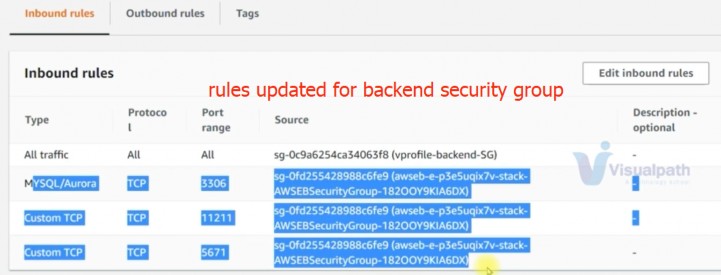 Inbound rules Outbound rules Tags
Inbound rules
Edit inbound rules
rules updated for backend security group
Type Protoco
l Port
range Source Description -
optional
All traffic All All sg-0c9a6254ca34063f8 (vprofile-backend-SG) -
MYSQL/Aurora TCP 3306 sg-0fd255428988c6fe9 (awseb-e-p3e5uqix7v-stack-
AWSEBSecurityGroup-182OOY9KIA6DX) -
Custom TCP TCP 11211 sg-0fd255428988c6fe9 (awseb-e-p3e5uqix7v-stack-
AWSEBSecurityGroup-182OOY9KIA6DX) -
Custom TCP TCP 5671 sg-0fd255428988c6fe9 (awseb-e-p3e5uqix7v-stack-
AWSEBSecurityGroup-182OOY9KIA6DX) -
Visualpath